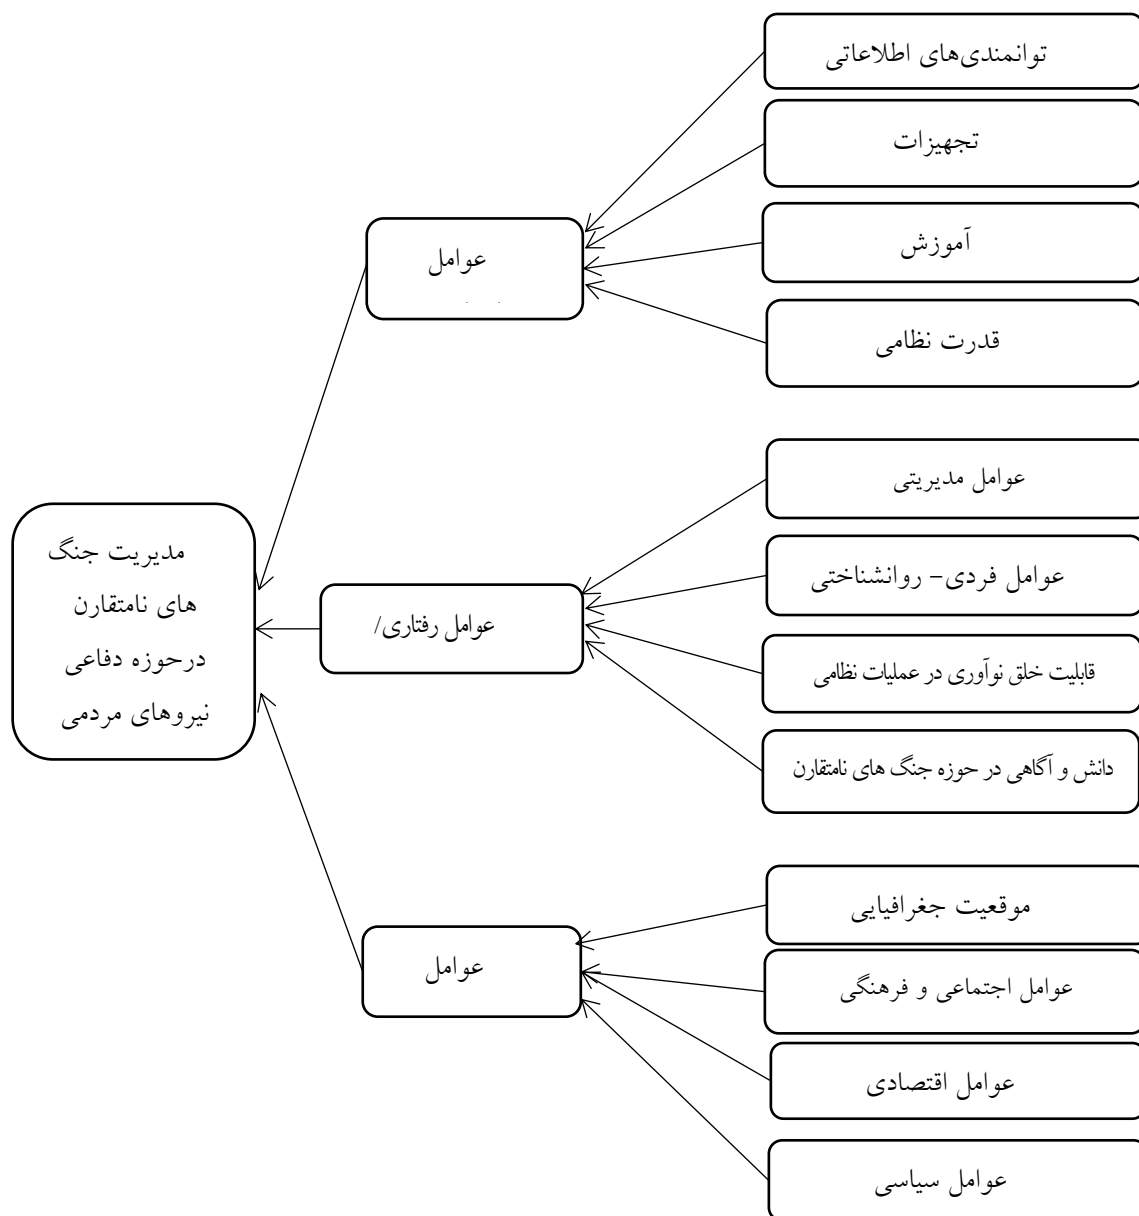 توانمندی‌های اطلاعاتی
تجهیزات
آموزش
قدرت نظامی
عوامل
عوامل مدیریتی
عوامل فردی- روانشناختی
قابلیت خلق نوآوری در عملیات نظامی
دانش و آگاهی در حوزه جنگ های نامتقارن
عوامل رفتاری/
موقعیت جغرافیایی
عوامل اجتماعی و فرهنگی
عوامل اقتصادی
عوامل سیاسی
عوامل
مدیریت جنگ
های نامتقارن
درحوزه دفاعی
نیروهای مردمی